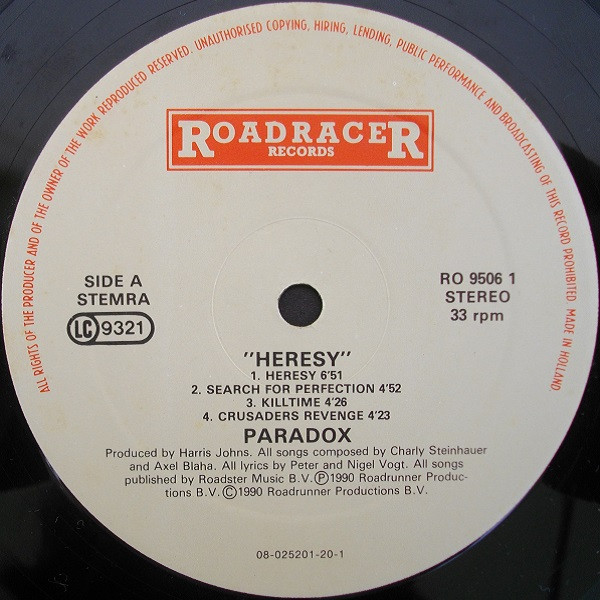 ALL RIGHTS OF THE PRODUCER AND OF THE OWNER OF THE WORK REPRODUCED RESERVED. UNAUTHORISED COPYING, HIRING, LENDING, PUBLIC PERFORMANCE AND BROADCASTING OF THIS RECORD PROHIBITED MADE IN HOLLAND
ROADRACER
RECORDS
SIDE A
STEMRA
LC 9321
RO 9506 1
STEREO
33 rpm
"HERESY"
1. HERESY 6'51
2. SEARCH FOR PERFECTION 4'52
3. KILLTIME 4'26
4. CRUSADERS REVENGE 4'23
PARADOX
Produced by Harris Johns. All songs composed by Charly Steinhauer
and Axel Blaha. All lyrics by Peter and Nigel Vogt. All songs
published by Roadster Music B.V. Ⓟ1990 Roadrunner Produc-
tions B.V. ©1990 Roadrunner Productions B.V.
08-025201-20-1